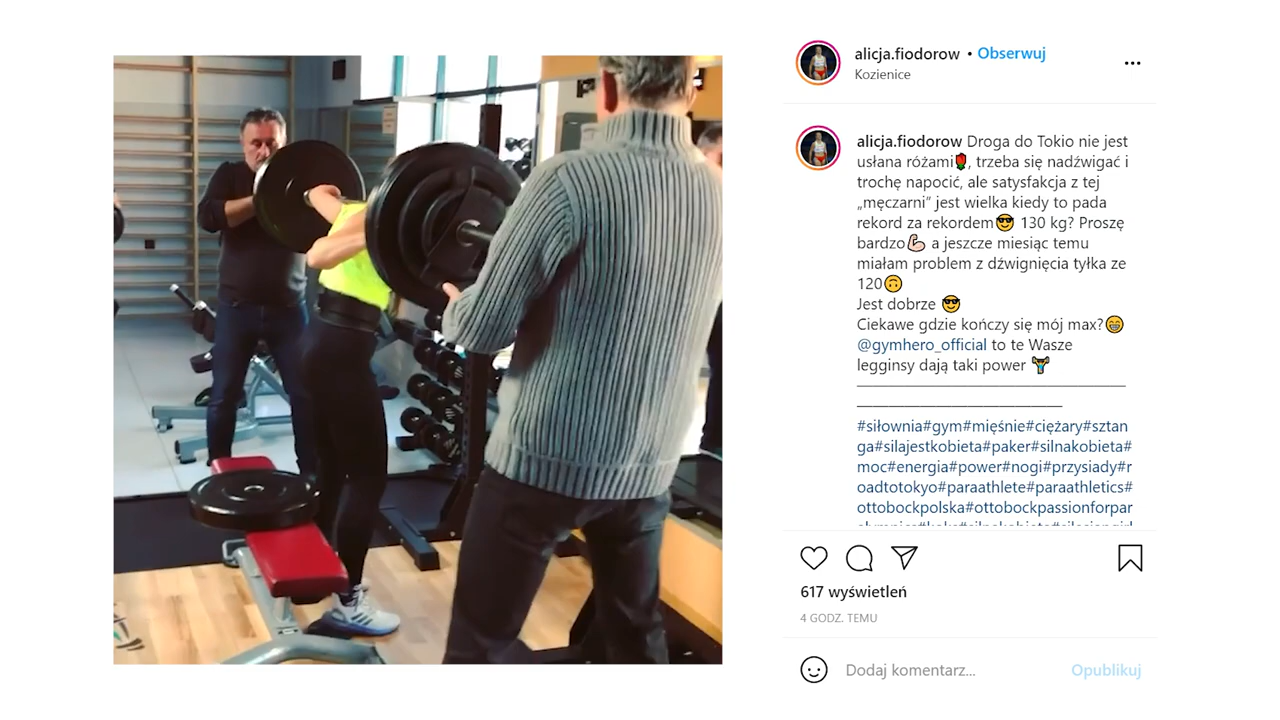 alicja.fiodorow • Obserwuj
Kozienice
alicja.fiodorow Droga do Tokio nie jest
usłana różami🌹, trzeba się nadźwigać i
trochę napocić, ale satysfakcja z tej
„męczarni” jest wielka kiedy to pada
rekord za rekordem😎 130 kg? Proszę
bardzo💪🏻 a jeszcze miesiąc temu
miałam problem z dźwignięcia tyłka ze
120🙃
Jest dobrze 😎
Ciekawe gdzie kończy się mój max?😁
@gymhero_official to te Wasze
legginsy dają taki power 🏋️
#siłownia#gym#mięśnie#ciężary#sztan
ga#silajestkobieta#paker#silnakobieta#
moc#energia#power#nogi#przysiady#r
oadtotokyo#paraathlete#paraathletics#
ottobockpolska#ottobockpassionforpar
617 wyświetleń
4 GODZ. TEMU
Dodaj komentarz... Opublikuj